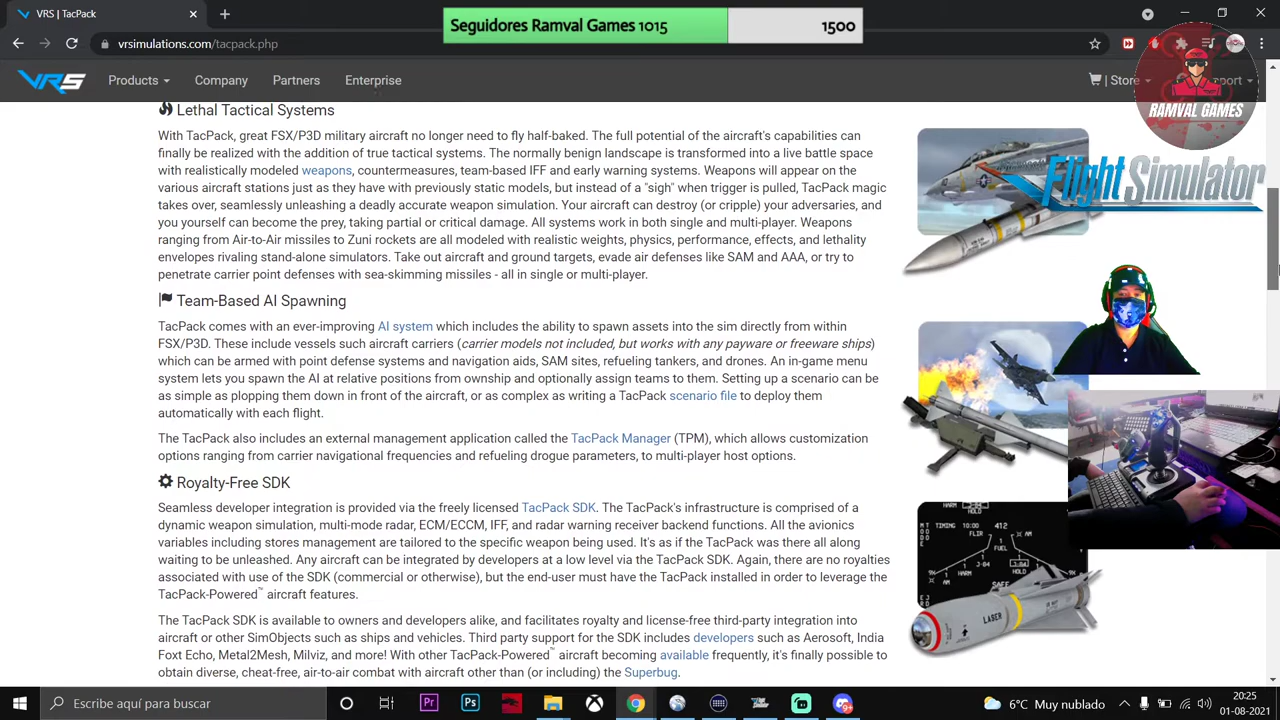 VRS | TacPack
Seguidores Ramval Games 1015
1500
vrsimulations.com/tacpack.php
VRS
Products
Company
Partners
Enterprise
Store
RAMVAL GAMES
Lethal Tactical Systems
With TacPack, great FSX/P3D military aircraft no longer need to fly half-baked. The full potential of the aircraft's capabilities can
finally be realized with the addition of true tactical systems. The normally benign landscape is transformed into a live battle space
with realistically modeled weapons, countermeasures, team-based IFF and early warning systems. Weapons will appear on the
various aircraft stations just as they have with previously static models, but instead of a "sigh" when trigger is pulled, TacPack magic
takes over, seamlessly unleashing a deadly accurate weapon simulation. Your aircraft can destroy (or cripple) your adversaries, and
you yourself can become the prey, taking partial or critical damage. All systems work in both single and multi-player. Weapons
ranging from Air-to-Air missiles to Zuni rockets are all modeled with realistic weights, physics, performance, effects, and lethality
envelopes rivaling stand-alone simulators. Take out aircraft and ground targets, evade air defenses like SAM and AAA, or try to
penetrate carrier point defenses with sea-skimming missiles - all in single or multi-player.
FlightSimulator
Team-Based AI Spawning
TacPack comes with an ever-improving AI system which includes the ability to spawn assets into the sim directly from within
FSX/P3D. These include vessels such aircraft carriers (carrier models not included, but works with any payware or freeware ships)
which can be armed with point defense systems and navigation aids, SAM sites, refueling tankers, and drones. An in-game menu
system lets you spawn the AI at relative positions from ownship and optionally assign teams to them. Setting up a scenario can be
as simple as plopping them down in front of the aircraft, or as complex as writing a TacPack scenario file to deploy them
automatically with each flight.
The TacPack also includes an external management application called the TacPack Manager (TPM), which allows customization
options ranging from carrier navigational frequencies and refueling drogue parameters, to multi-player host options.
Royalty-Free SDK
Seamless developer integration is provided via the freely licensed TacPack SDK. The TacPack's infrastructure is comprised of a
dynamic weapon simulation, multi-mode radar, ECM/ECCM, IFF, and radar warning receiver backend functions. All the avionics
variables including stores management are tailored to the specific weapon being used. It's as if the TacPack was there all along
waiting to be unleashed. Any aircraft can be integrated by developers at a low level via the TacPack SDK. Again, there are no royalties
associated with use of the SDK (commercial or otherwise), but the end-user must have the TacPack installed in order to leverage the
TacPack-Powered™ aircraft features.
The TacPack SDK is available to owners and developers alike, and facilitates royalty and license-free third-party integration into
aircraft or other SimObjects such as ships and vehicles. Third party support for the SDK includes developers such as Aerosoft, India
Foxt Echo, Metal2Mesh, Milviz, and more! With other TacPack-Powered™ aircraft becoming available frequently, it's finally possible to
obtain diverse, cheat-free, air-to-air combat with aircraft other than (or including) the Superbug.
HARM
TIMING 10:00
412
FLIR
FUEL
HARM
J-84
J-84
HOLD
HOLD
AM
AM
SAFE
LASER
Escribe aquí para buscar
6°C Muy nublado
20:25
01-08-2021